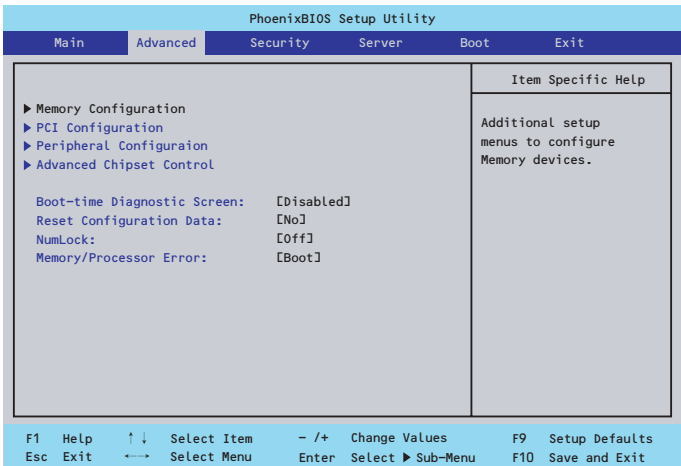 PhoenixBIOS Setup Utility
Main Advanced Security Server Boot Exit
Item Specific Help
▶ Memory Configuration
▶ PCI Configuration
▶ Peripheral Configuraion
▶ Advanced Chipset Control
Additional setup
menus to configure
Memory devices.
Boot-time Diagnostic Screen: [Disabled]
Reset Configuration Data: [No]
NumLock: [Off]
Memory/Processor Error: [Boot]
F1 Help ↑↓ Select Item - /+ Change Values F9 Setup Defaults
Esc Exit ←→ Select Menu Enter Select ▶ Sub-Menu F10 Save and Exit